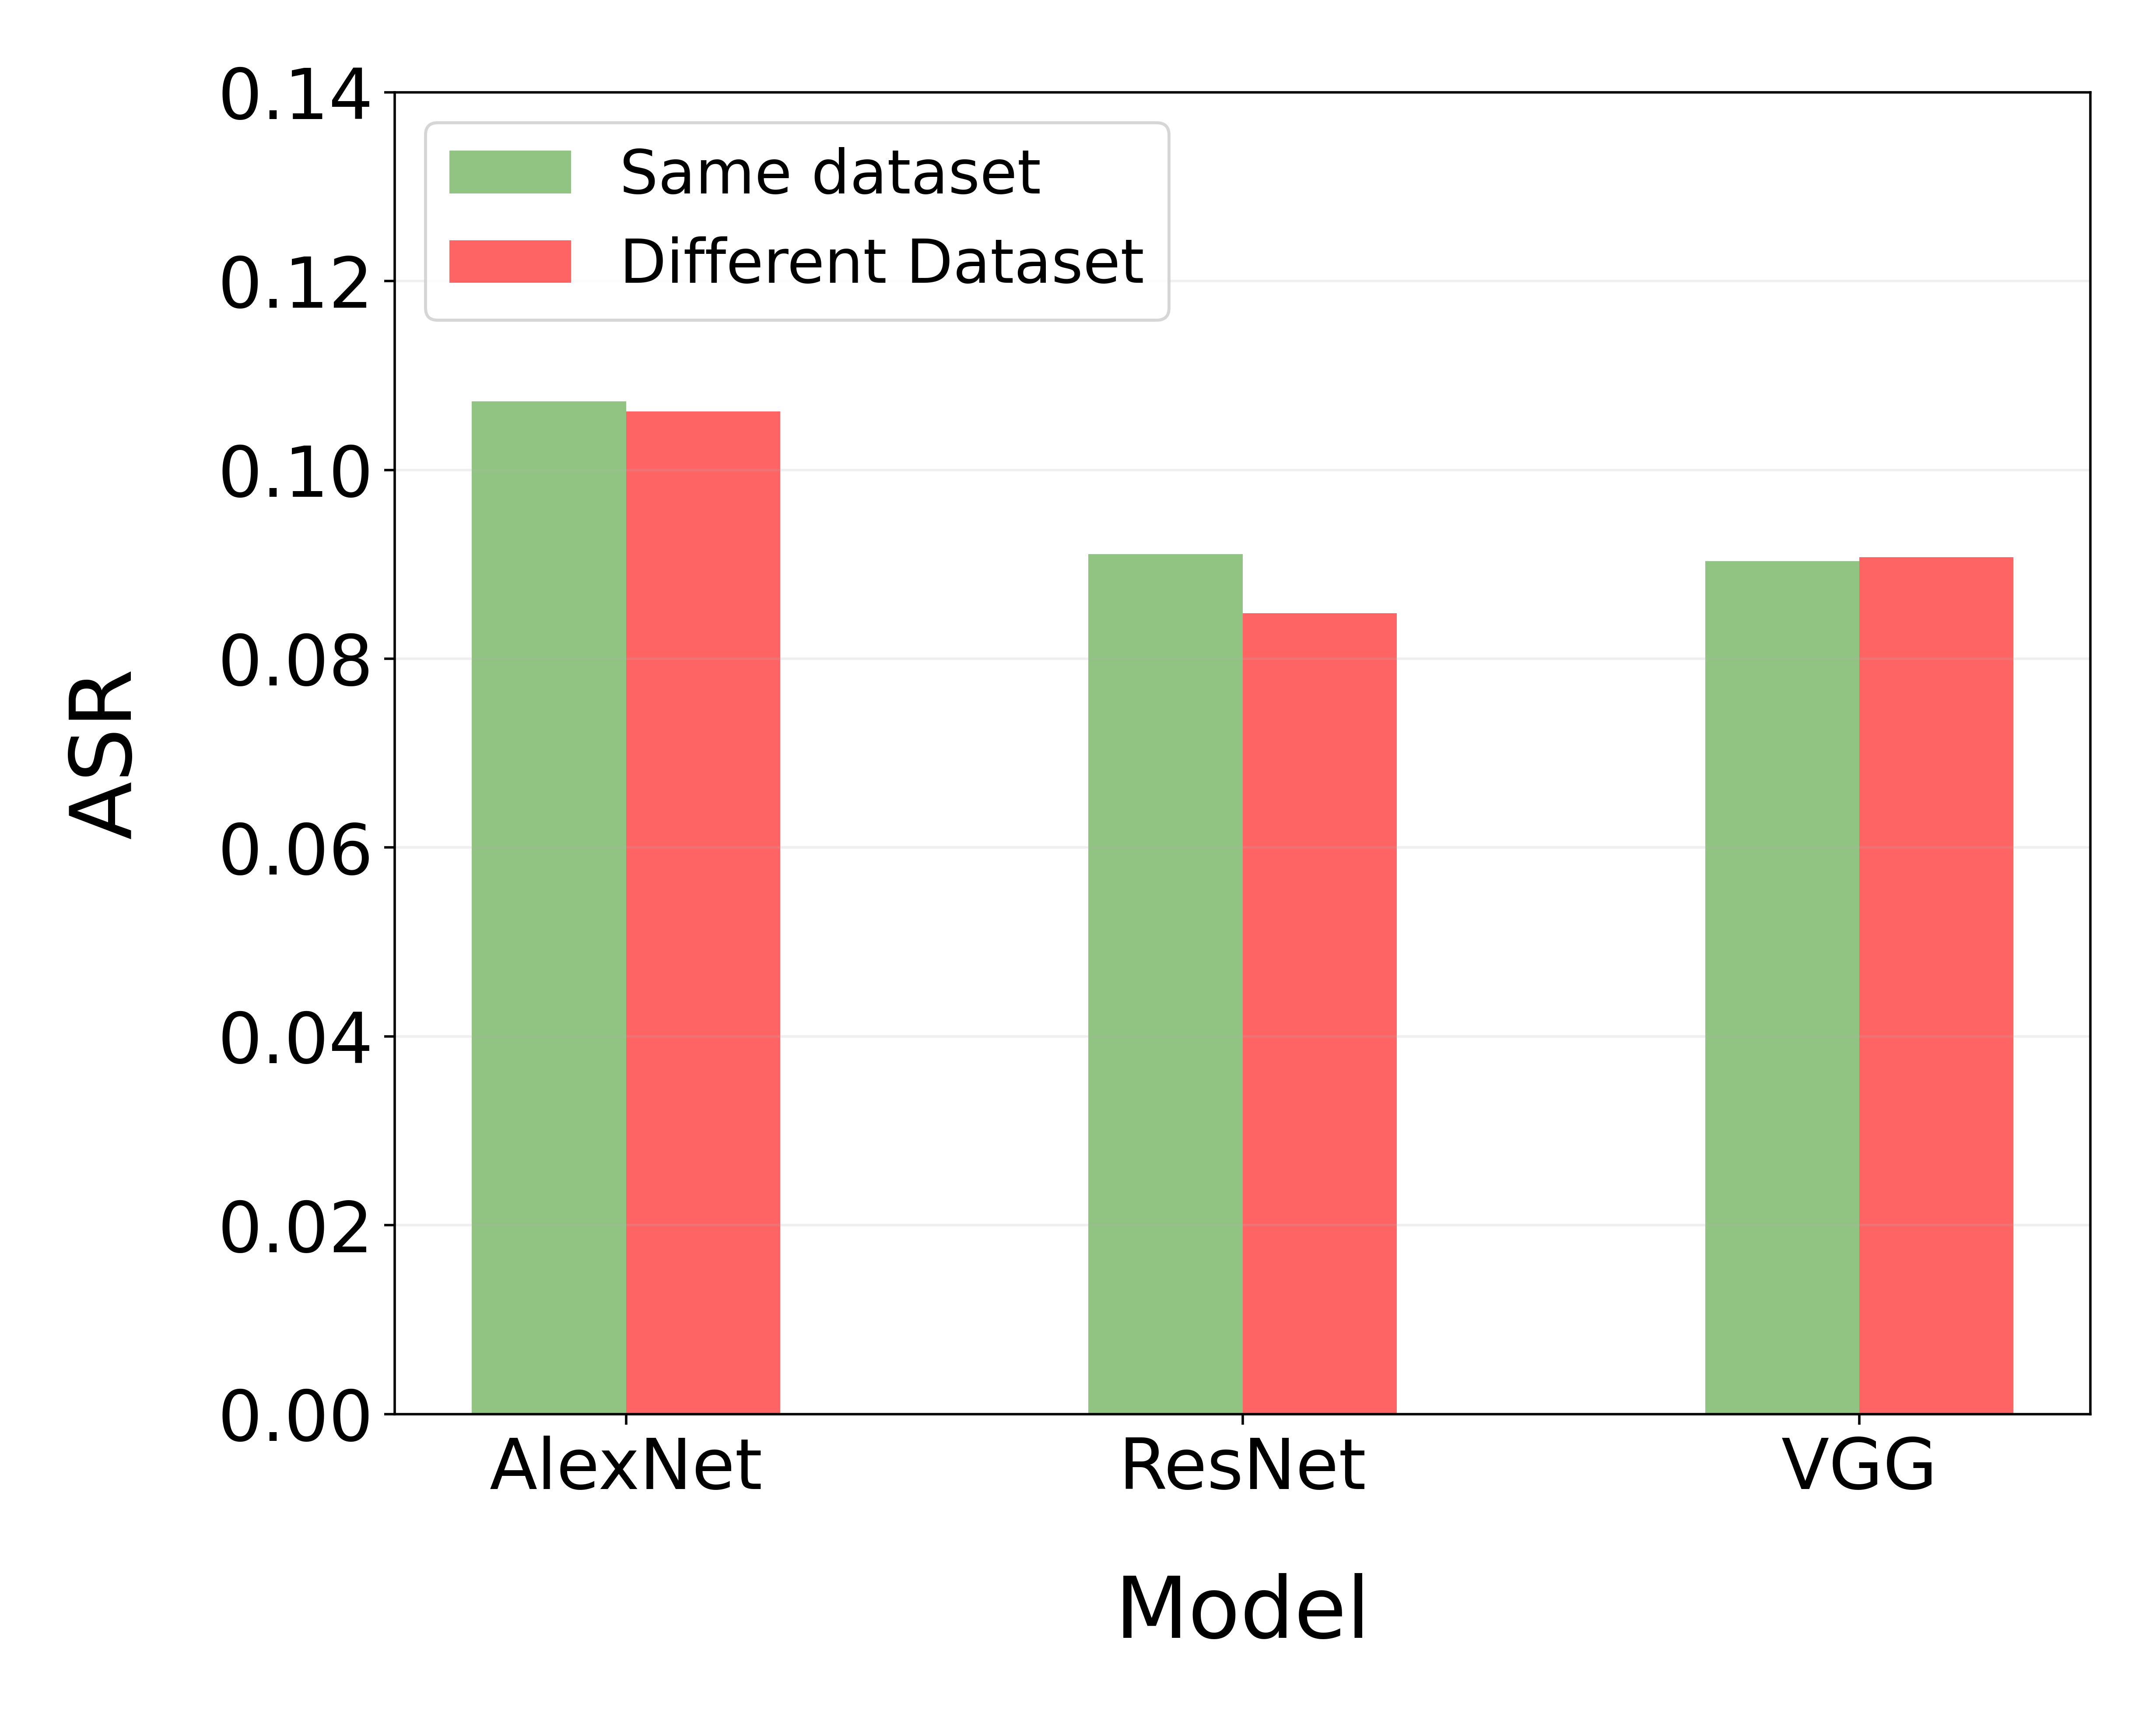 0.14
0.12
0.10
0.08
0.06
0.04
0.02
0.00
ASR
Same dataset
Different Dataset
AlexNet
ResNet
VGG
Model